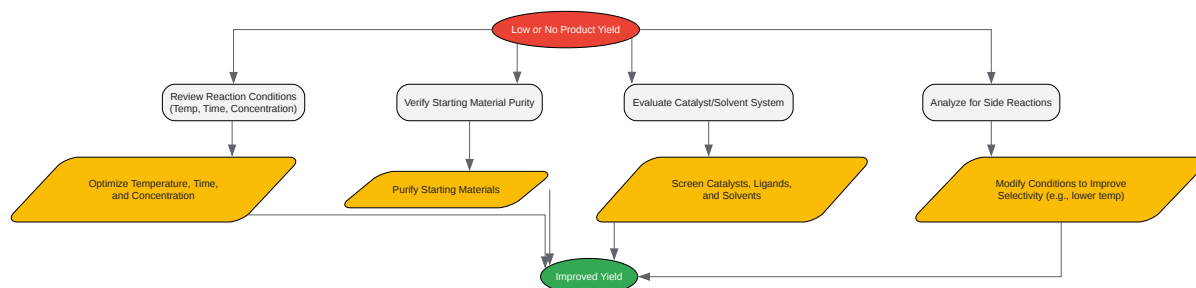 Low or No Product Yield
Review Reaction Conditions
(Temp, Time, Concentration)
Verify Starting Material Purity
Evaluate Catalyst/Solvent System
Analyze for Side Reactions
Optimize Temperature, Time,
and Concentration
Purify Starting Materials
Screen Catalysts, Ligands,
and Solvents
Modify Conditions to Improve
Selectivity (e.g., lower temp)
Improved Yield